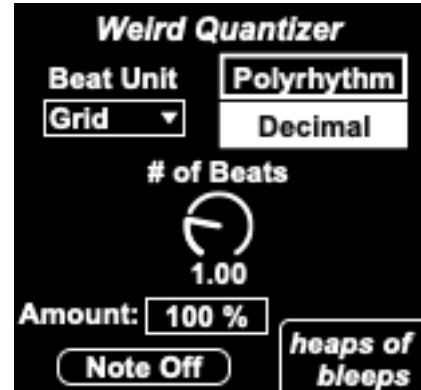 Weird Quantizer
Beat Unit
Polyrhythm
Grid
Decimal
# of Beats
1.00
Amount: 100 %
Note Off
heaps of
bleeps